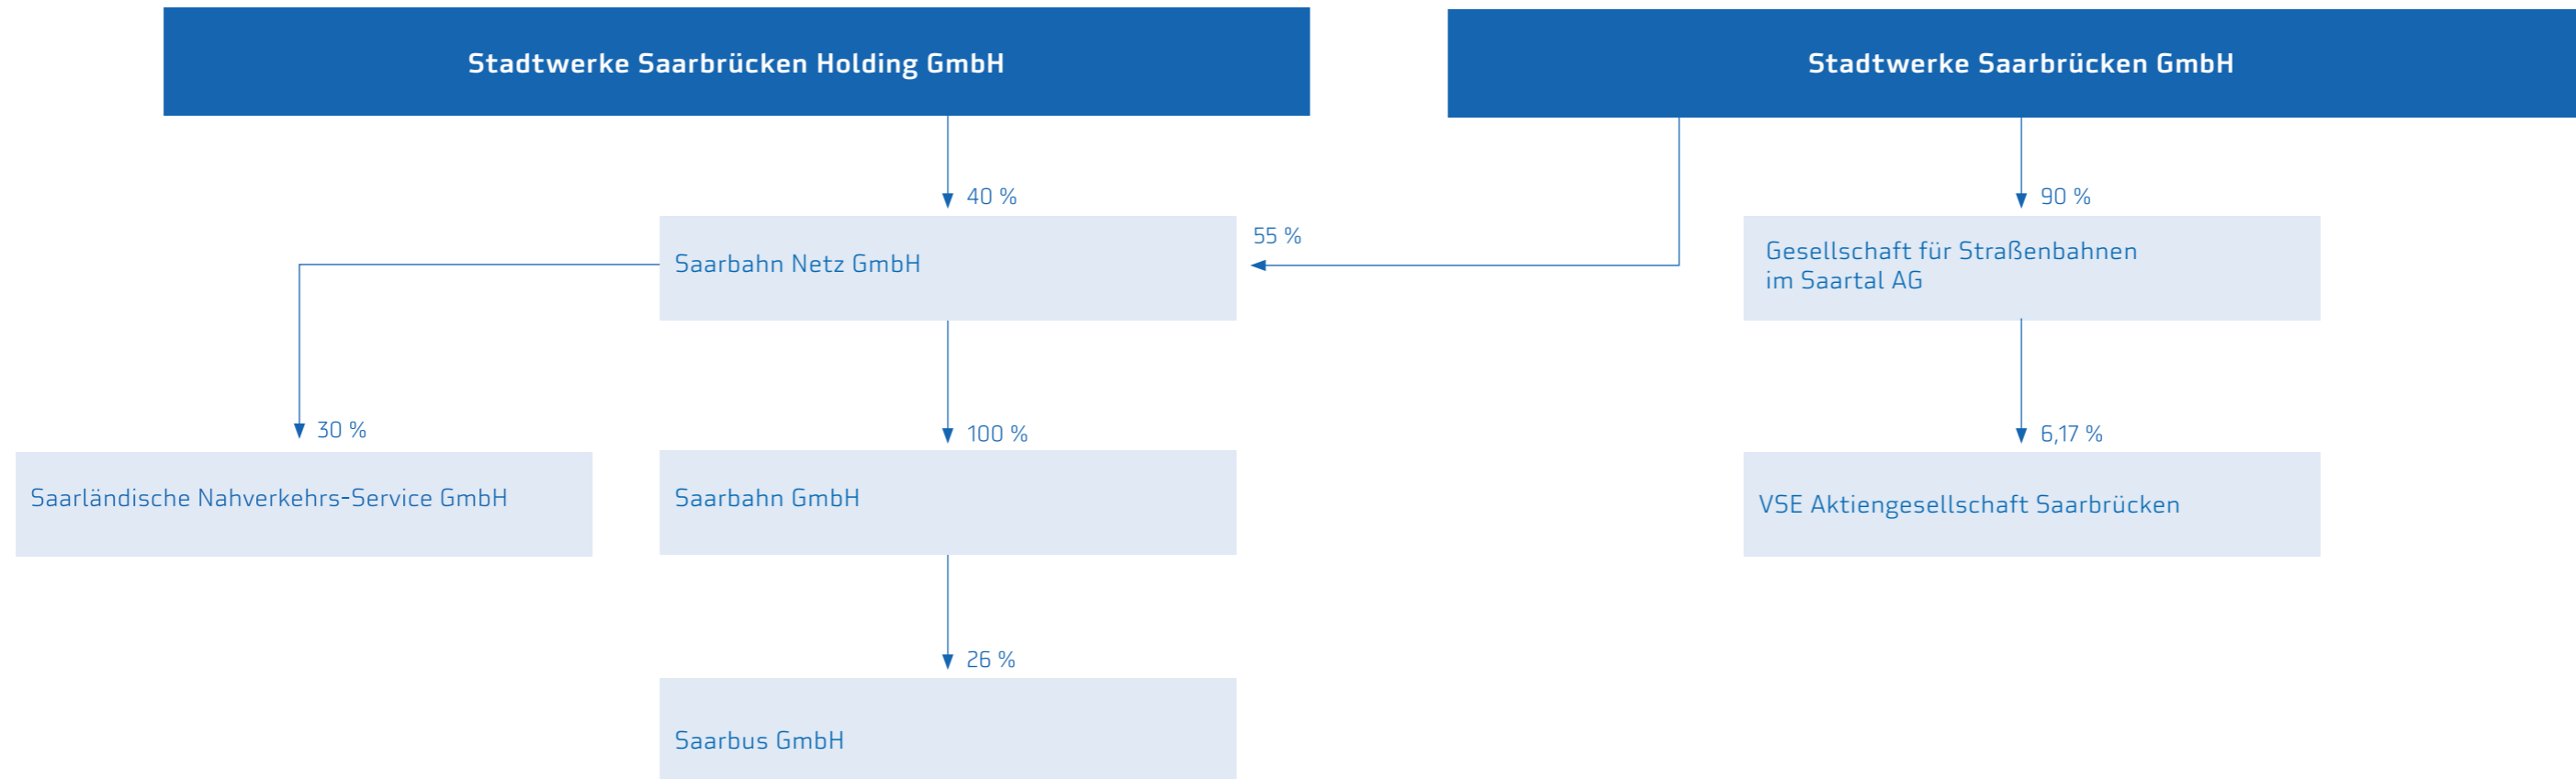 Stadtwerke Saarbrücken Holding GmbH
Stadtwerke Saarbrücken GmbH
40 %
90 %
55 %
Saarbahn Netz GmbH
Gesellschaft für Straßenbahnen
im Saartal AG
30 %
100 %
6,17 %
Saarländische Nahverkehrs-Service GmbH
Saarbahn GmbH
VSE Aktiengesellschaft Saarbrücken
26 %
Saarbus GmbH